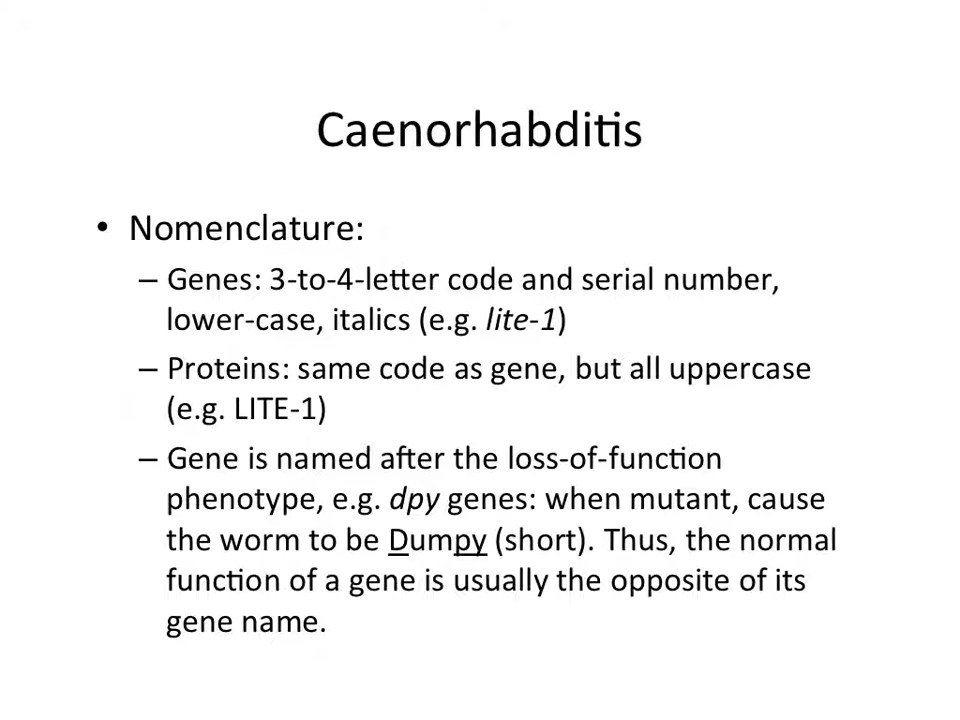 Caenorhabditis
• Nomenclature:
– Genes: 3-to-4-letter code and serial number,
lower-case, italics (e.g. lite-1)
– Proteins: same code as gene, but all uppercase
(e.g. LITE-1)
– Gene is named after the loss-of-function
phenotype, e.g. dpy genes: when mutant, cause
the worm to be Dumpy (short). Thus, the normal
function of a gene is usually the opposite of its
gene name.